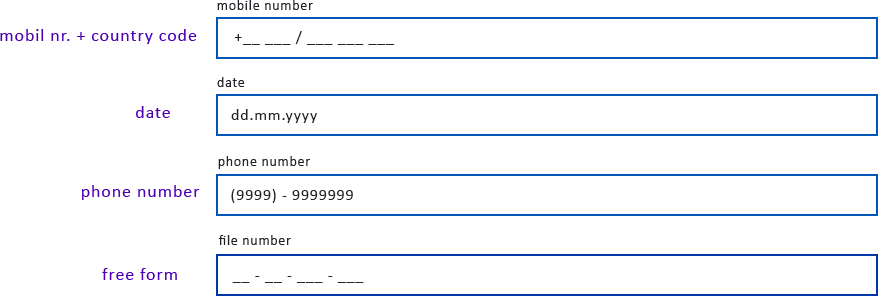 mobile number
mobil nr. + country code
+__ ___ / ___ ___ ___
date
date
dd.mm.yyyy
phone number
phone number
(9999) - 9999999
file number
free form
__ - __ - ___ - ___